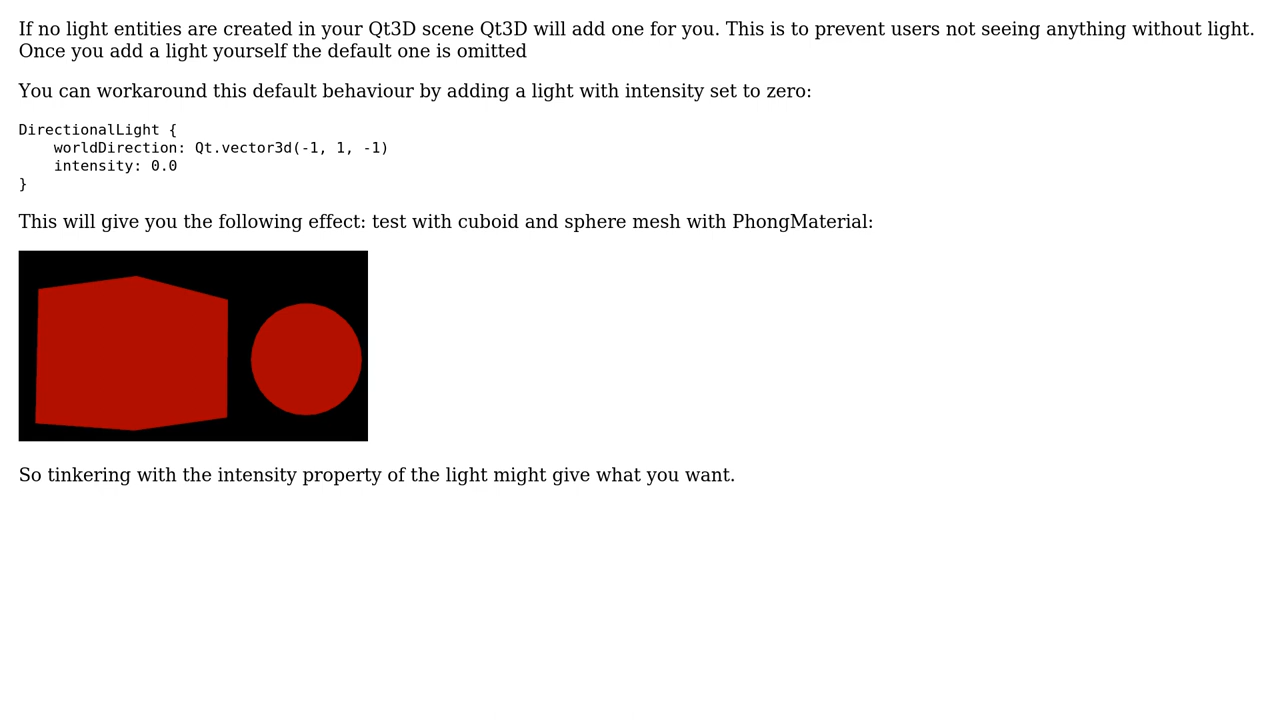 If no light entities are created in your Qt3D scene Qt3D will add one for you. This is to prevent users not seeing anything without light.
Once you add a light yourself the default one is omitted
You can workaround this default behaviour by adding a light with intensity set to zero:
DirectionalLight {
    worldDirection: Qt.vector3d(-1, 1, -1)
    intensity: 0.0
}
This will give you the following effect: test with cuboid and sphere mesh with PhongMaterial:
So tinkering with the intensity property of the light might give what you want.